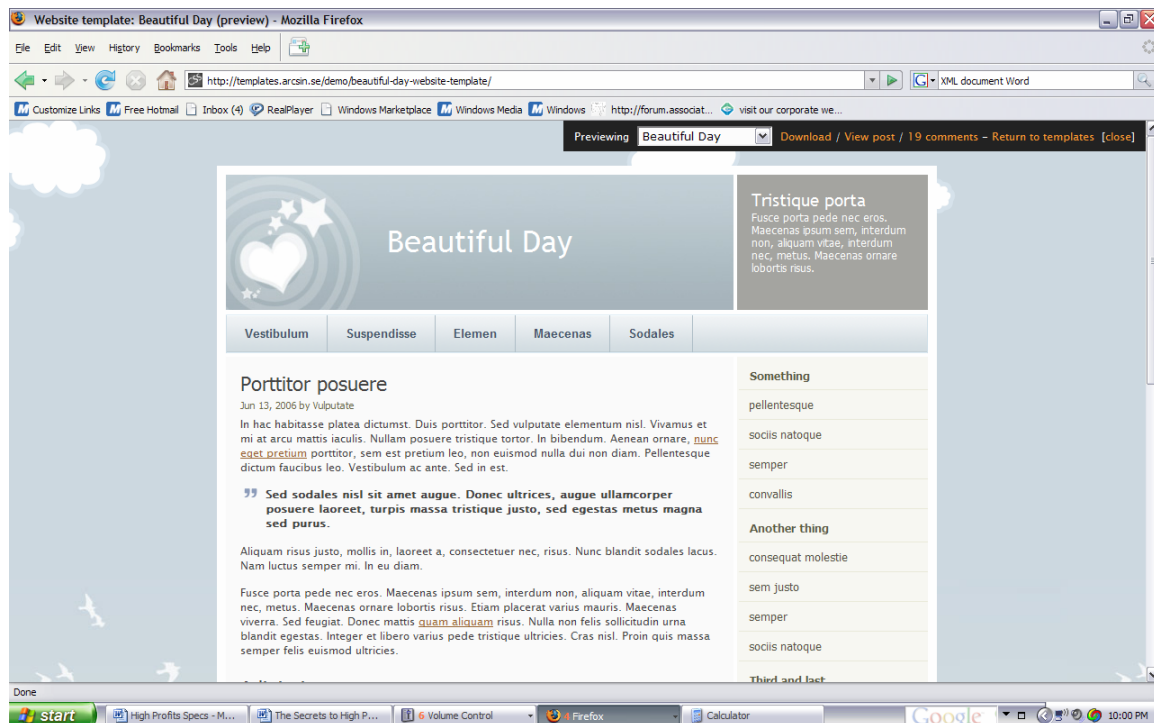 Website template: Beautiful Day (preview) - Mozilla Firefox
File Edit View History Bookmarks Tools Help
http://templates.arcsin.se/demo/beautiful-day-website-template/
G
XML document Word
Customize Links Free Hotmail Inbox (4) RealPlayer Windows Marketplace Windows Media Windows http://forum.associat... visit our corporate we...
Previewing Beautiful Day Download / View post / 19 comments – Return to templates [close]
Beautiful Day
Tristique porta
Fusce porta pede nec eros.
Maecenas ipsum sem, interdum
non, aliquam vitae, interdum
nec, metus. Maecenas ornare
lobortis risus.
Vestibulum Suspendisse Elemen Maecenas Sodales
Porttitor posuere
Jun 13, 2006 by Vulputate
In hac habitasse platea dictumst. Duis porttitor. Sed vulputate elementum nisl. Vivamus et
mi at arcu mattis iaculis. Nullam posuere tristique tortor. In bibendum. Aenean ornare, nunc
eget pretium porttitor, sem est pretium leo, non euismod nulla dui non diam. Pellentesque
dictum faucibus leo. Vestibulum ac ante. Sed in est.
Sed sodales nisl sit amet augue. Donec ultrices, augue ullamcorper
posuere laoreet, turpis massa tristique justo, sed egestas metus magna
sed purus.
Aliquam risus justo, mollis in, laoreet a, consectetuer nec, risus. Nunc blandit sodales lacus.
Nam luctus semper mi. In eu diam.
Fusce porta pede nec eros. Maecenas ipsum sem, interdum non, aliquam vitae, interdum
nec, metus. Maecenas ornare lobortis risus. Etiam placerat varius mauris. Maecenas
viverra. Sed feugiat. Donec mattis quam aliquam risus. Nulla non felis sollicitudin urna
blandit egestas. Integer et libero varius pede tristique ultricies. Cras nisl. Proin quis massa
semper felis euismod ultricies.
Something
pellentesque
sociis natoque
semper
convallis
Another thing
consequat molestie
sem justo
semper
sociis natoque
Third and last
Done
start High Profits Specs - M... The Secrets to High P... 6 Volume Control 4 Firefox Calculator Google 10:00 PM